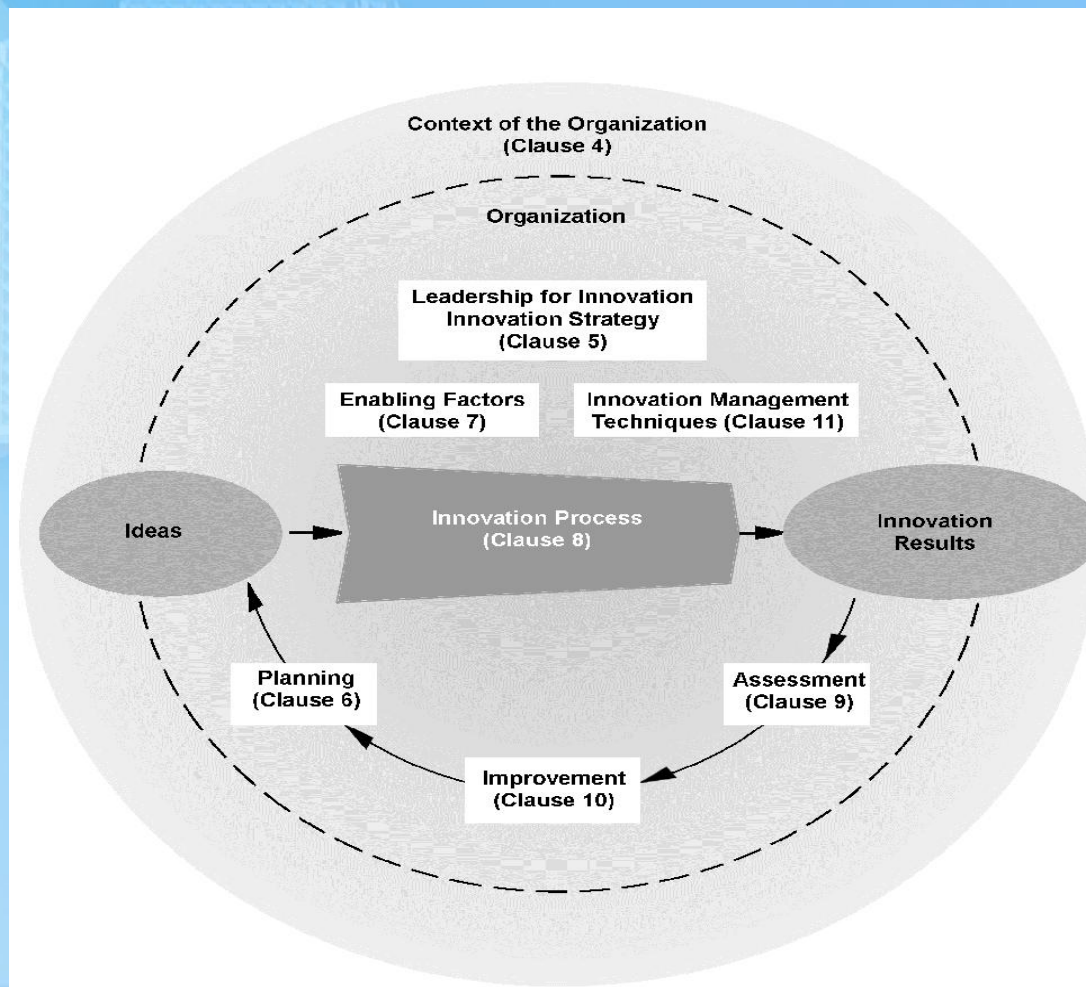 Context of the Organization
(Clause 4)
Organization
Leadership for Innovation
Innovation Strategy
(Clause 5)
Enabling Factors
(Clause 7)
Innovation Management
Techniques (Clause 11)
Ideas
Innovation Process
(Clause 8)
Innovation
Results
Planning
(Clause 6)
Assessment
(Clause 9)
Improvement
(Clause 10)